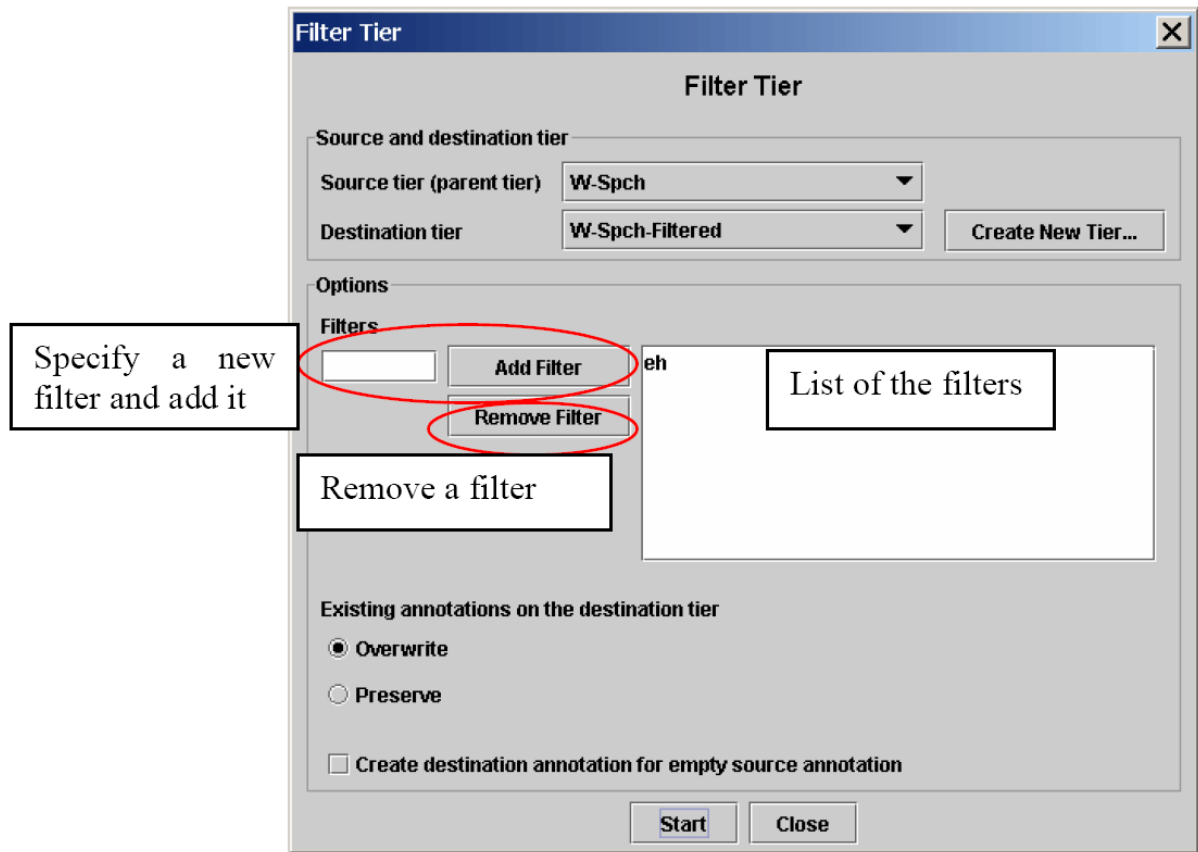 Filter Tier
Filter Tier
Source and destination tier
Source tier (parent tier) W-Spch
Destination tier W-Spch-Filtered Create New Tier...
Options
Filters
Specify a new
filter and add it
Add Filter
eh
List of the filters
Remove Filter
Remove a filter
Existing annotations on the destination tier
Overwrite
Preserve
Create destination annotation for empty source annotation
Start Close